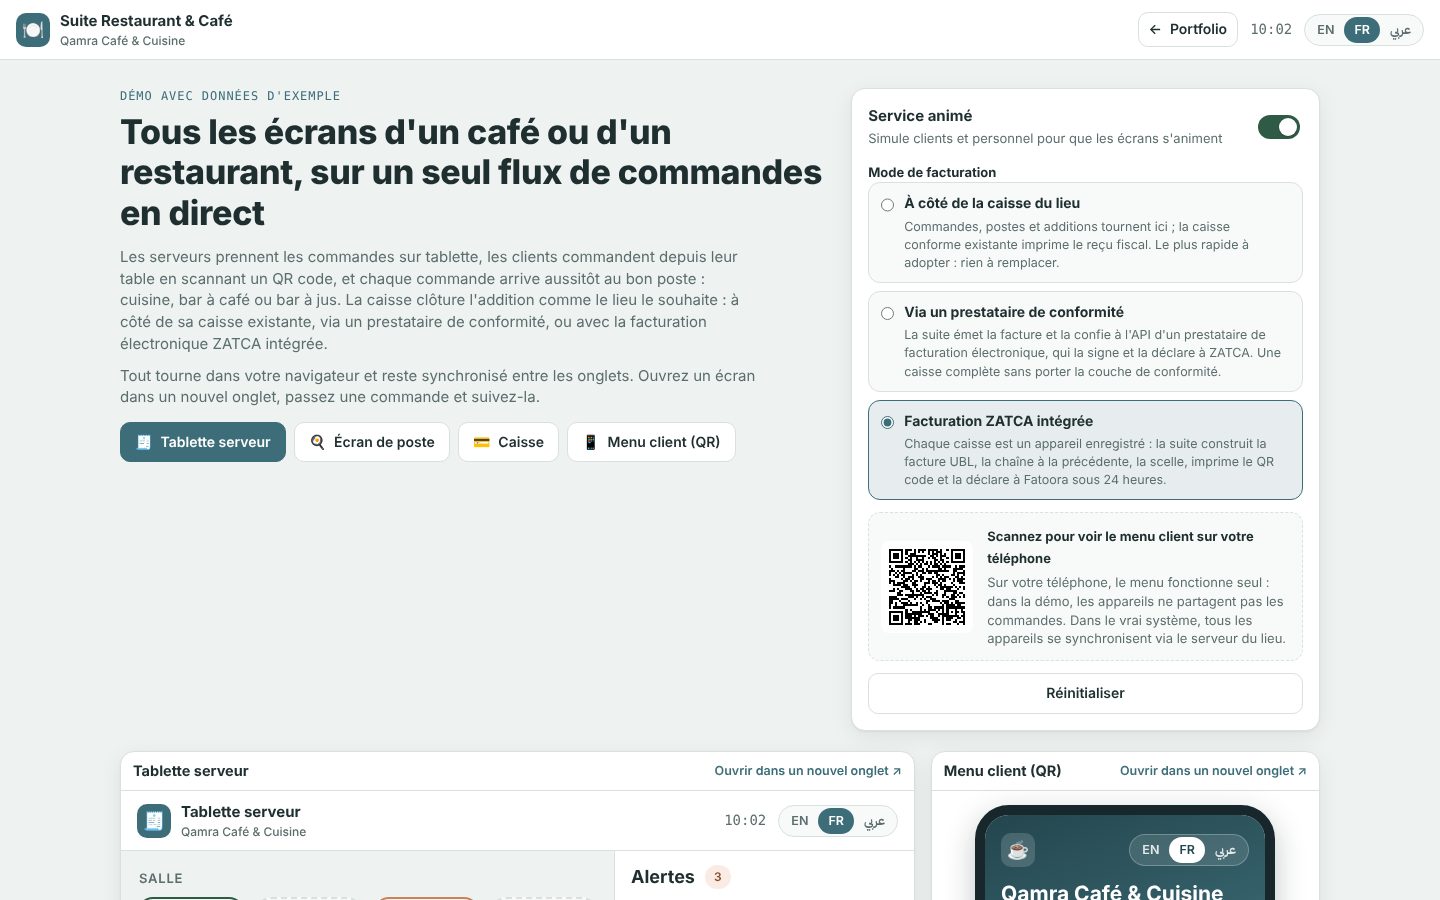 Suite Restaurant & Café
Qamra Café & Cuisine
← Portfolio
10:02
EN FR عربي
DÉMO AVEC DONNÉES D'EXEMPLE
Tous les écrans d'un café ou d'un
restaurant, sur un seul flux de commandes
en direct
Les serveurs prennent les commandes sur tablette, les clients commandent depuis leur
table en scannant un QR code, et chaque commande arrive aussitôt au bon poste :
cuisine, bar à café ou bar à jus. La caisse clôture l'addition comme le lieu le souhaite : à
côté de sa caisse existante, via un prestataire de conformité, ou avec la facturation
électronique ZATCA intégrée.
Tout tourne dans votre navigateur et reste synchronisé entre les onglets. Ouvrez un écran
dans un nouvel onglet, passez une commande et suivez-la.
Tablette serveur
Écran de poste
Caisse
Menu client (QR)
Service animé
Simule clients et personnel pour que les écrans s'animent
Mode de facturation
À côté de la caisse du lieu
Commandes, postes et additions tournent ici ; la caisse
conforme existante imprime le reçu fiscal. Le plus rapide à
adopter : rien à remplacer.
Via un prestataire de conformité
La suite émet la facture et la confie à l'API d'un prestataire de
facturation électronique, qui la signe et la déclare à ZATCA. Une
caisse complète sans porter la couche de conformité.
Facturation ZATCA intégrée
Chaque caisse est un appareil enregistré : la suite construit la
facture UBL, la chaîne à la précédente, la scelle, imprime le QR
code et la déclare à Fatoora sous 24 heures.
Scannez pour voir le menu client sur votre
téléphone
Sur votre téléphone, le menu fonctionne seul :
dans la démo, les appareils ne partagent pas les
commandes. Dans le vrai système, tous les
appareils se synchronisent via le serveur du lieu.
Réinitialiser
Tablette serveur
Ouvrir dans un nouvel onglet ↗
Tablette serveur
Qamra Café & Cuisine
10:02
EN FR عربي
SALLE
Alertes 3
Menu client (QR)
Ouvrir dans un nouvel onglet ↗
EN FR عربي
Qamra Café & Cuisine